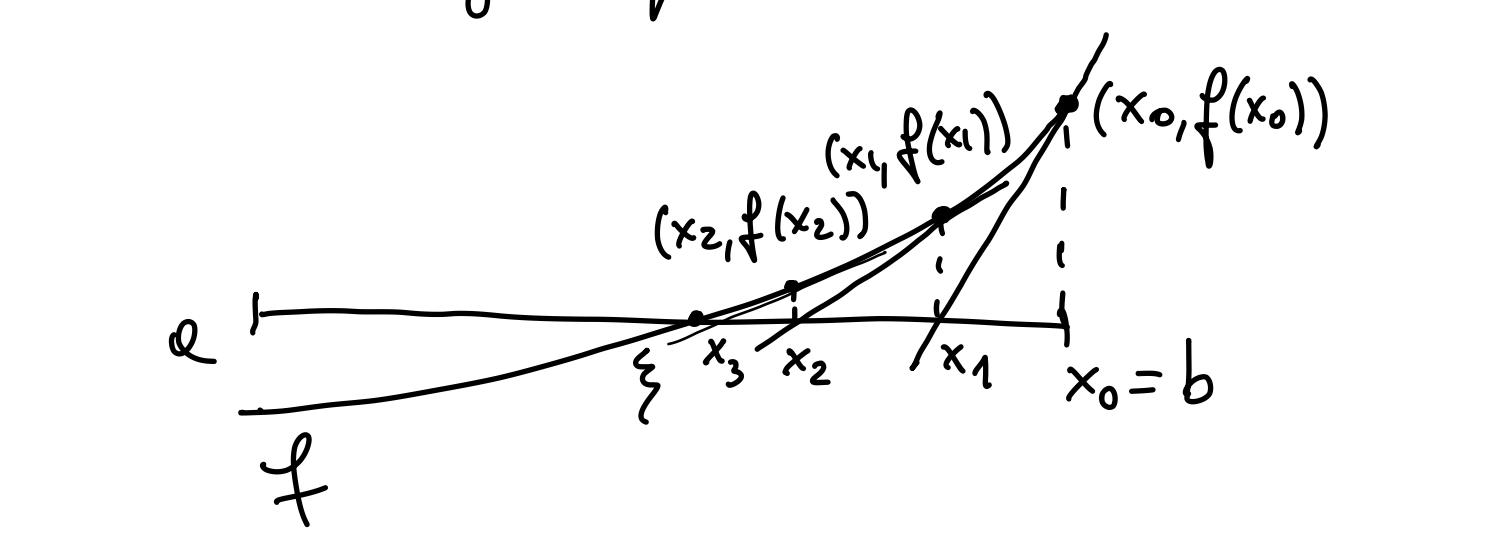 (x₀, f(x₀))
(x₁, f(x₁))
(x₂, f(x₂))
a
ξ x₃ x₂ x₁ x₀ = b
f